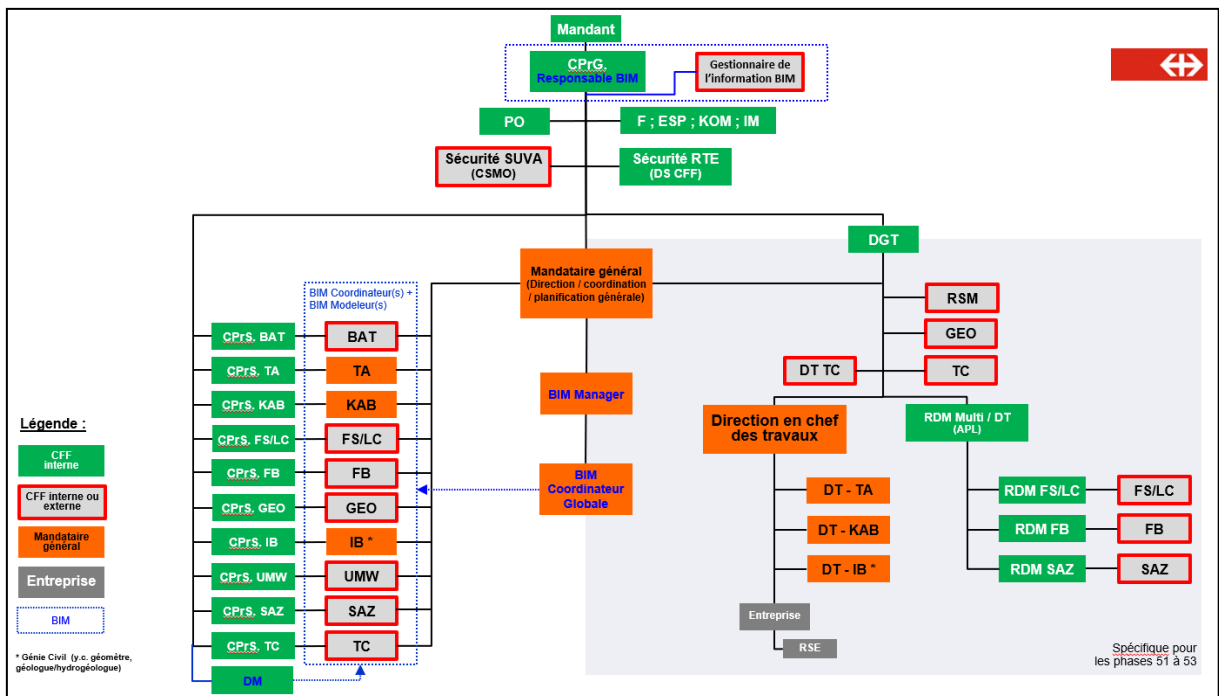 Mandant
CPrG.
Responsable BIM
Gestionnaire de
l'information BIM
PO
F ; ESP ; KOM ; IM
Sécurité SUVA
(CSMO)
Sécurité RTE
(DS CFF)
DGT
Mandataire général
(Direction / coordination
/ planification générale)
BIM Coordinateur(s) +
BIM Modeleur(s)
RSM
GEO
DT TC
TC
CPrS. BAT
BAT
CPrS. TA
TA
CPrS. KAB
KAB
CPrS. FS/LC
FS/LC
CPrS. FB
FB
CPrS. GEO
GEO
CPrS. IB
IB *
CPrS. UMW
UMW
CPrS. SAZ
SAZ
CPrS. TC
TC
DM
BIM Manager
BIM
Coordinateur
Globale
Direction en chef
des travaux
RDM Multi / DT
(APL)
DT - TA
DT - KAB
DT - IB *
Entreprise
RSE
RDM FS/LC
FS/LC
RDM FB
FB
RDM SAZ
SAZ
Légende :
CFF
interne
CFF interne ou
externe
Mandataire
général
Entreprise
BIM
* Génie Civil (y.c. géomètre,
géologue/hydrogéologue)
Spécifique pour
les phases 51 à 53